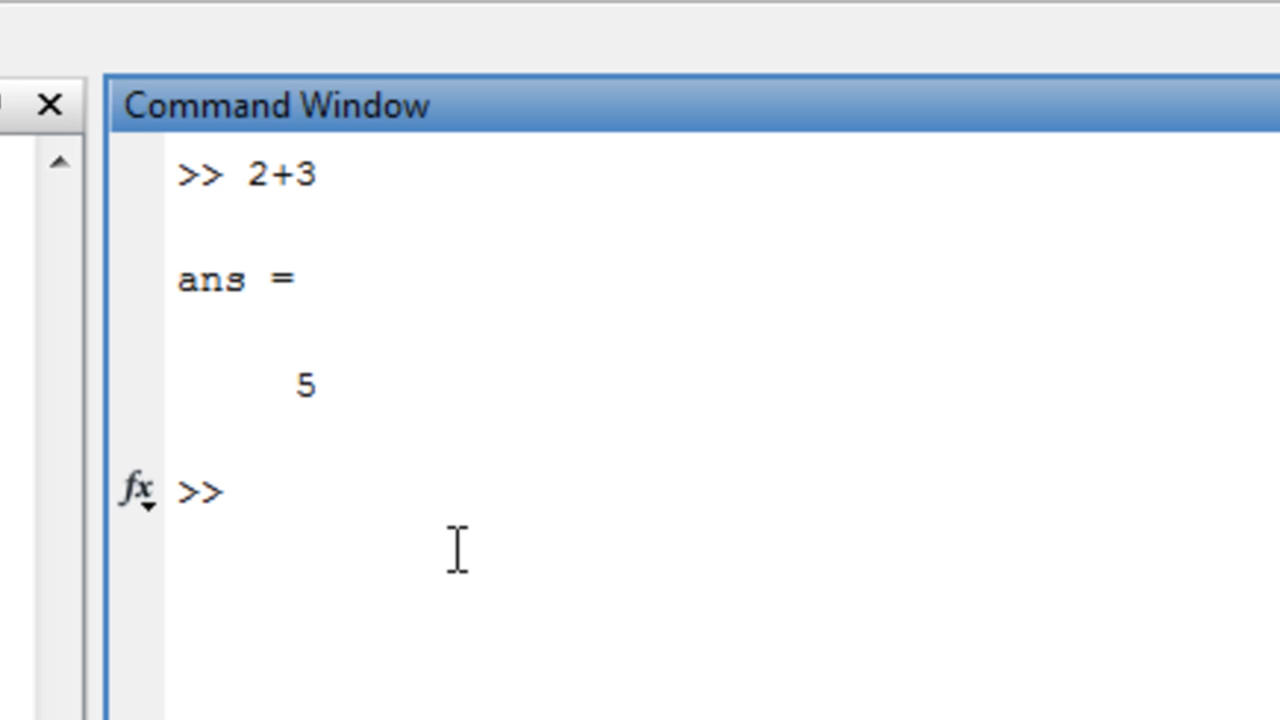 Command Window
>> 2+3
ans =
5
fx >>